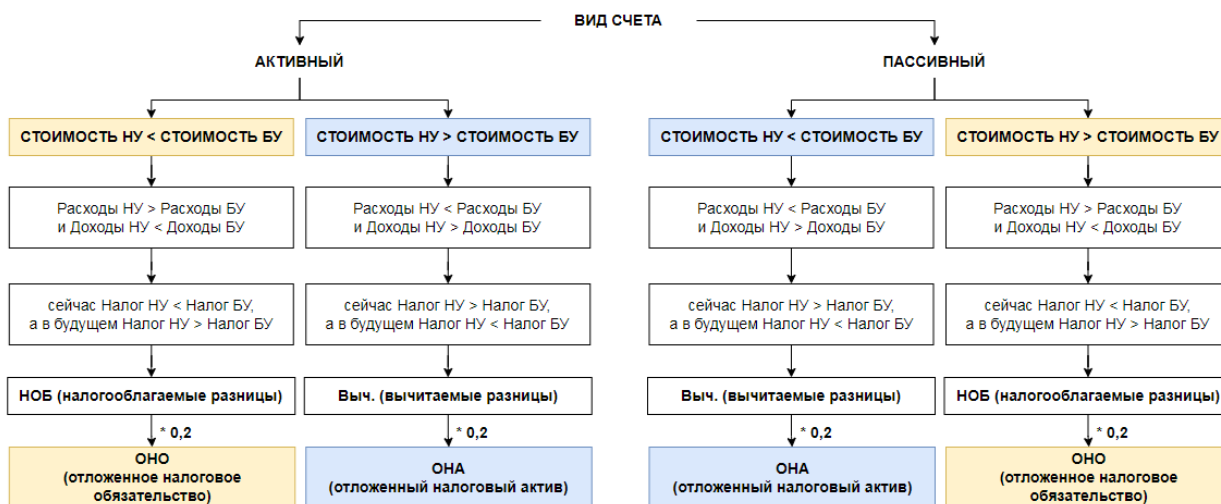 ВИД СЧЕТА
АКТИВНЫЙ
ПАССИВНЫЙ
СТОИМОСТЬ НУ < СТОИМОСТЬ БУ
СТОИМОСТЬ НУ > СТОИМОСТЬ БУ
СТОИМОСТЬ НУ < СТОИМОСТЬ БУ
СТОИМОСТЬ НУ > СТОИМОСТЬ БУ
Расходы НУ > Расходы БУ
и Доходы НУ < Доходы БУ
Расходы НУ < Расходы БУ
и Доходы НУ > Доходы БУ
Расходы НУ < Расходы БУ
и Доходы НУ > Доходы БУ
Расходы НУ > Расходы БУ
и Доходы НУ < Доходы БУ
сейчас Налог НУ < Налог БУ,
а в будущем Налог НУ > Налог БУ
сейчас Налог НУ > Налог БУ,
а в будущем Налог НУ < Налог БУ
сейчас Налог НУ > Налог БУ,
а в будущем Налог НУ < Налог БУ
сейчас Налог НУ < Налог БУ,
а в будущем Налог НУ > Налог БУ
НОБ (налогооблагаемые разницы)
Выч. (вычитаемые разницы)
Выч. (вычитаемые разницы)
НОБ (налогооблагаемые разницы)
* 0,2
* 0,2
* 0,2
* 0,2
ОНО
(отложенное налоговое
обязательство)
ОНА
(отложенный налоговый актив)
ОНА
(отложенный налоговый актив)
ОНО
(отложенное налоговое
обязательство)